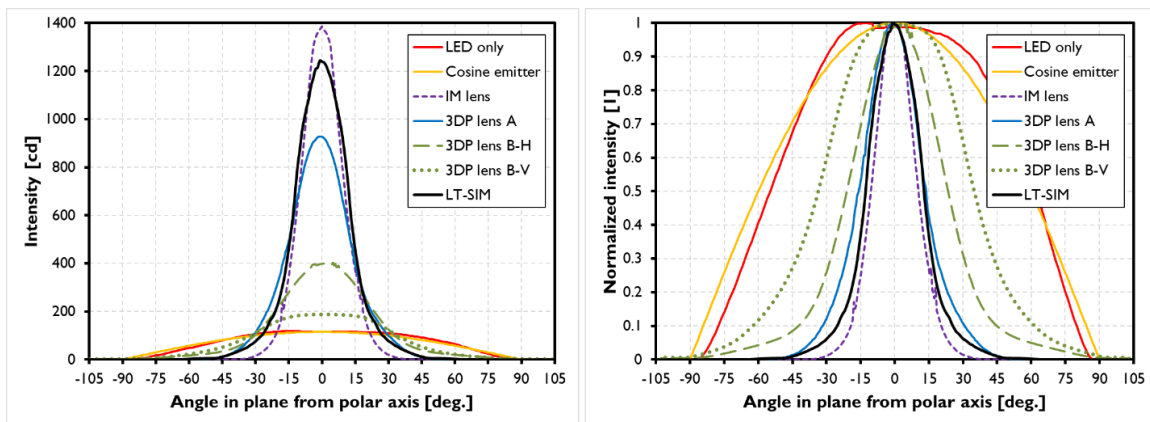 1400
1200
1000
800
600
400
200
0
Intensity [cd]
-105 -90 -75 -60 -45 -30 -15 0 15 30 45 60 75 90 105
Angle in plane from polar axis [deg.]
LED only
Cosine emitter
IM lens
3DP lens A
3DP lens B-H
3DP lens B-V
LT-SIM
1
0.9
0.8
0.7
0.6
0.5
0.4
0.3
0.2
0.1
0
Normalized intensity [1]
-105 -90 -75 -60 -45 -30 -15 0 15 30 45 60 75 90 105
Angle in plane from polar axis [deg.]
LED only
Cosine emitter
IM lens
3DP lens A
3DP lens B-H
3DP lens B-V
LT-SIM